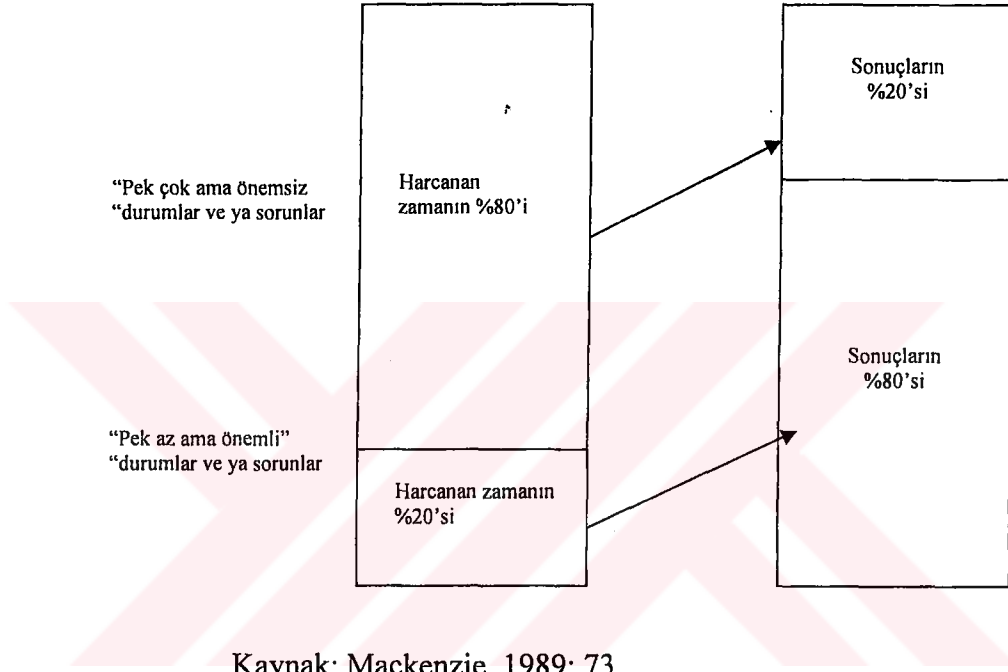 Sonuçların
%20'si
"Pek çok ama önemsiz
"durumlar ve ya sorunlar
Harcanan
zamanın %80'i
Sonuçların
%80'si
"Pek az ama önemli"
"durumlar ve ya sorunlar
Harcanan zamanın
%20'si
Kaynak: Mackenzie, 1989: 73